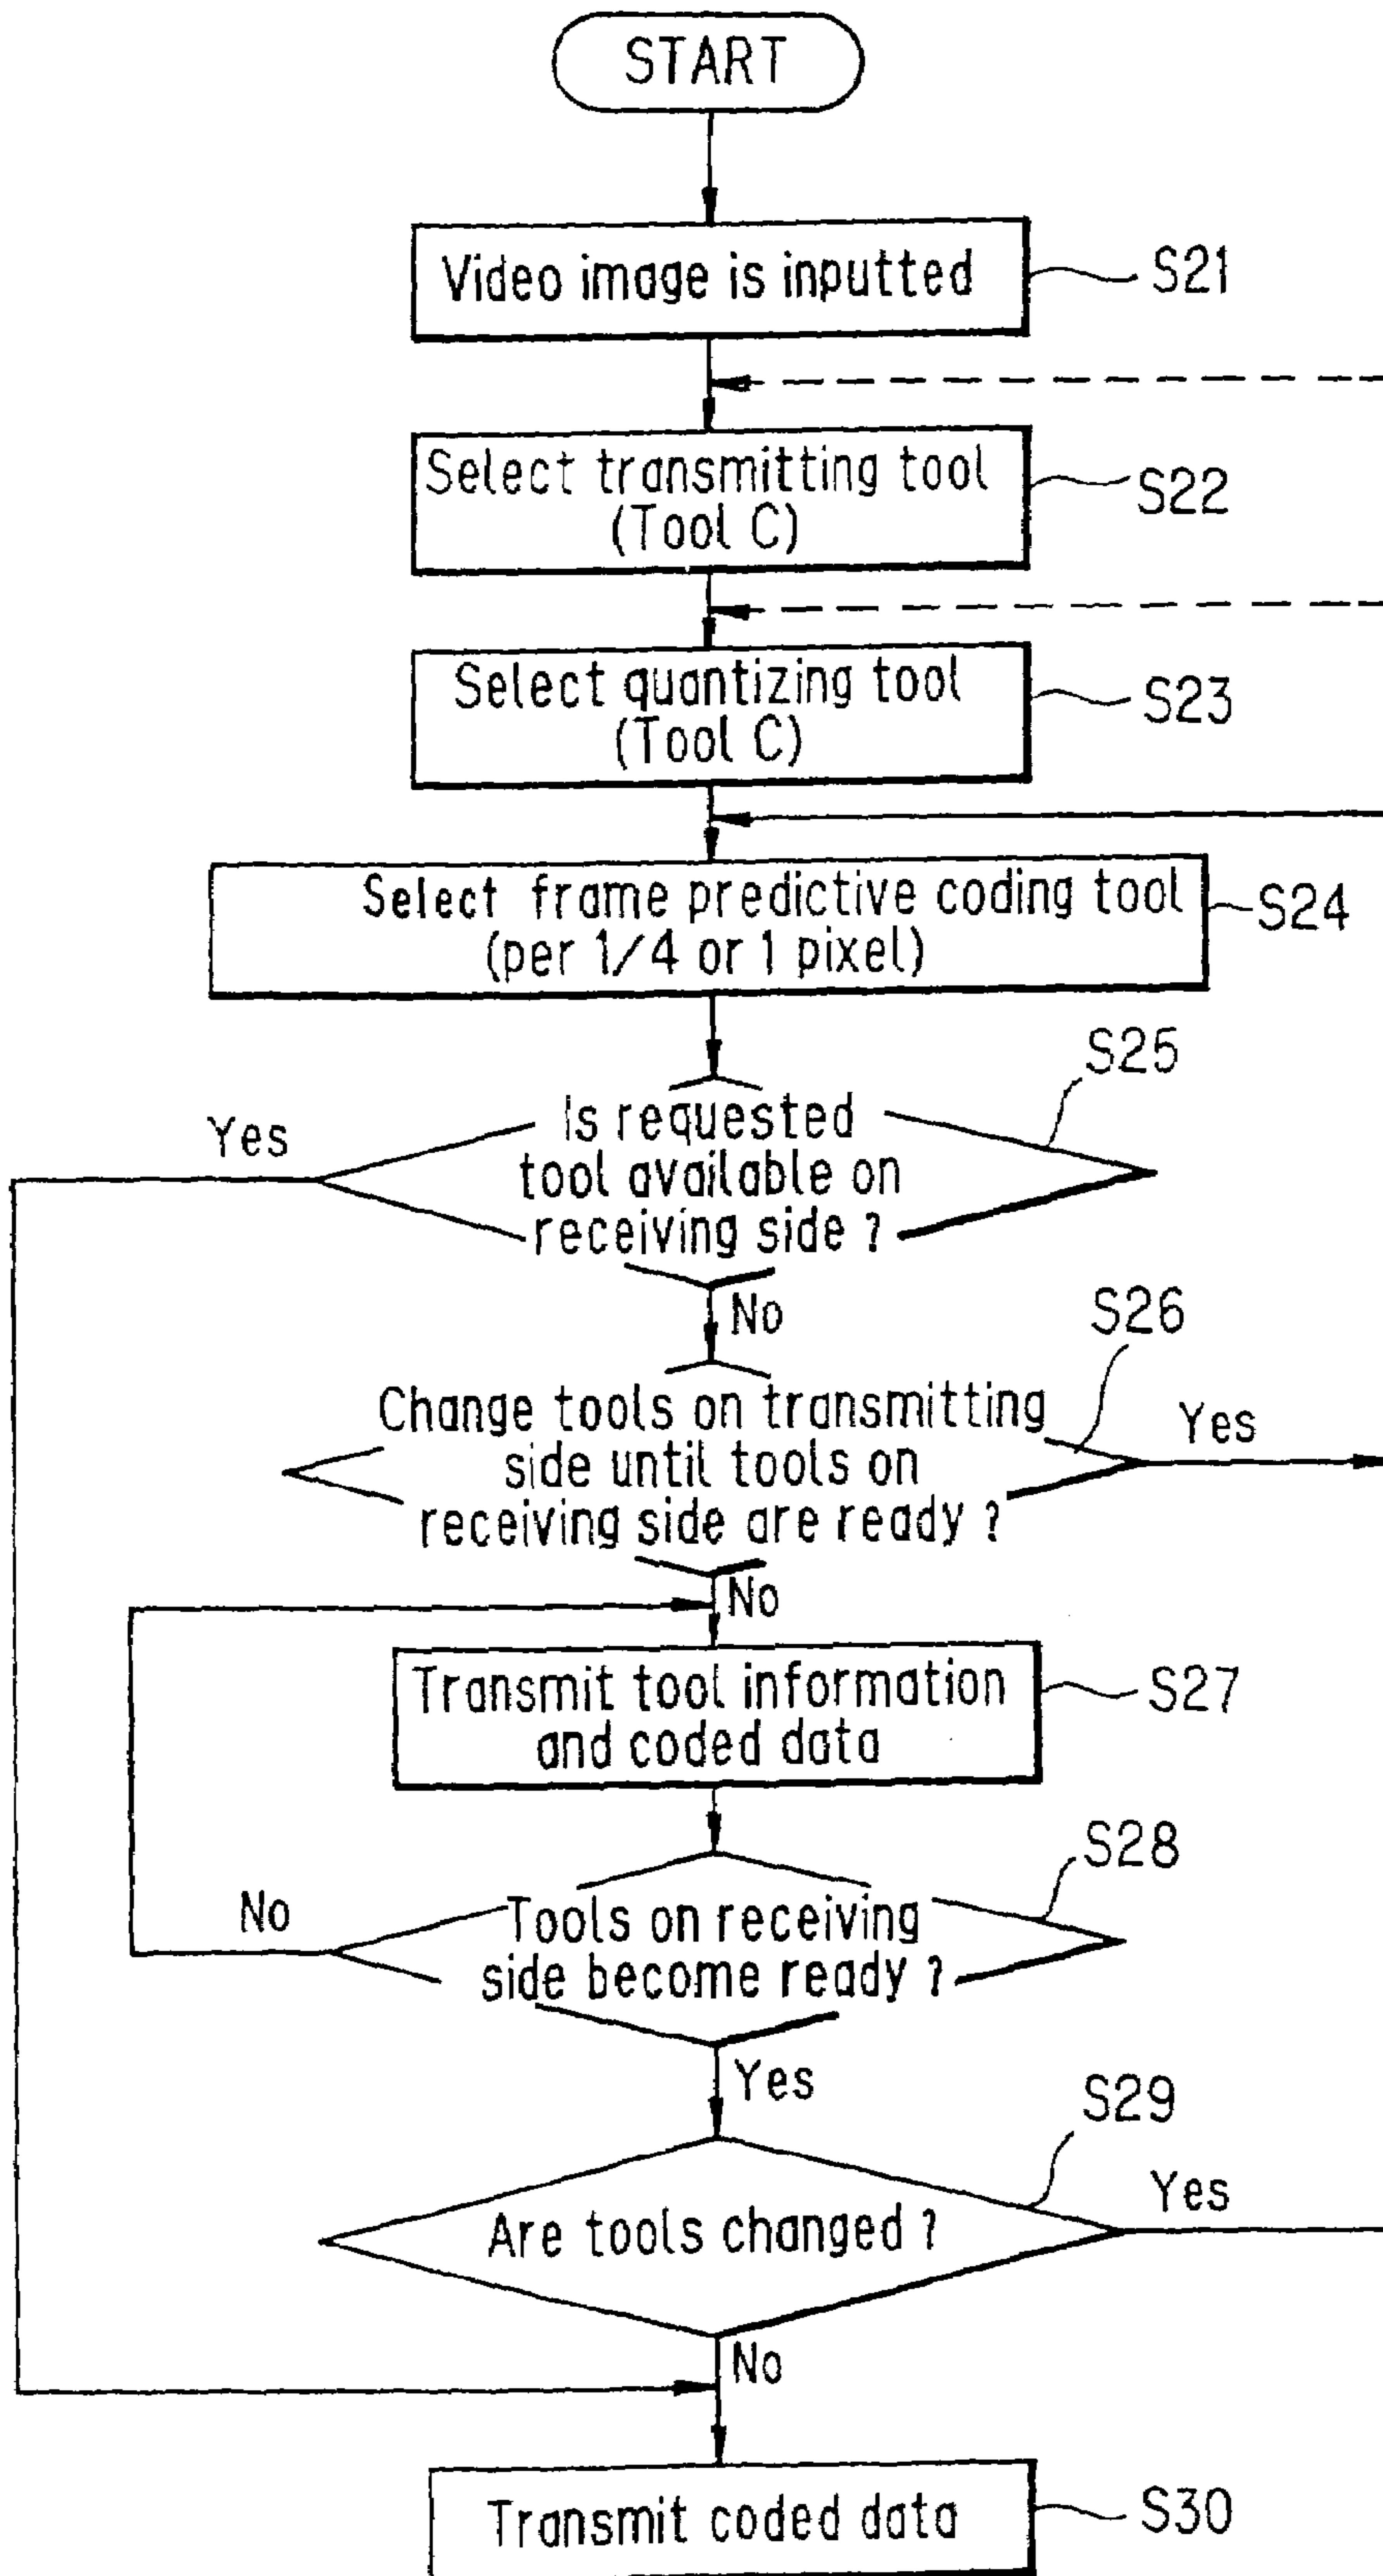 START
Video image is inputted
S21
Select transmitting tool
(Tool C)
S22
Select quantizing tool
(Tool C)
S23
Select frame predictive coding tool
(per 1/4 or 1 pixel)
S24
S25
Yes
Is requested
tool available on
receiving side ?
No
S26
Change tools on transmitting
side until tools on
receiving side are ready ?
Yes
No
Transmit tool information
and coded data
S27
S28
No
Tools on receiving
side become ready ?
Yes
S29
Yes
Are tools changed ?
No
Transmit coded data
S30